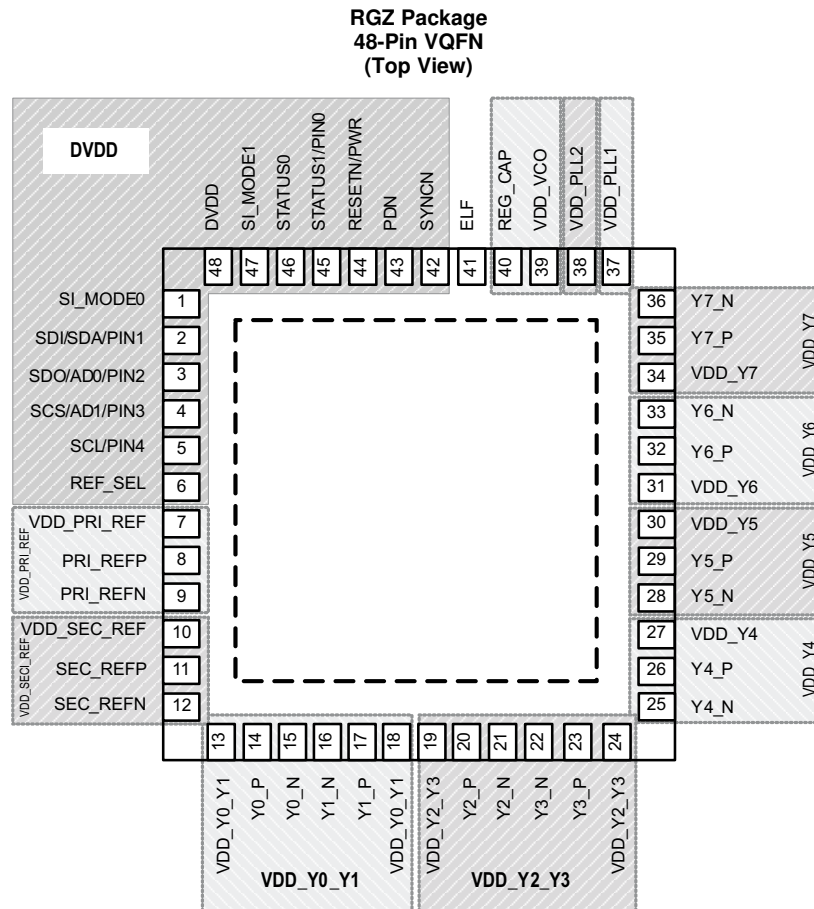 RGZ Package
48-Pin VQFN
(Top View)
DVDD
DVDD
SI_MODE1
STATUS0
STATUS1/PIN0
RESETN/PWR
PDN
SYNCN
ELF
REG_CAP
VDD_VCO
VDD_PLL2
VDD_PLL1
48
47
46
45
44
43
42
41
40
39
38
37
SI_MODE0 1
SDI/SDA/PIN1 2
SDO/AD0/PIN2 3
SCS/AD1/PIN3 4
SCL/PIN4 5
REF_SEL 6
VDD_PRI_REF
VDD_PRI_REF 7
PRI_REFP 8
PRI_REFN 9
VDD_SECI_REF
VDD_SEC_REF 10
SEC_REFP 11
SEC_REFN 12
36 Y7_N
35 Y7_P
34 VDD_Y7
VDD_Y7
33 Y6_N
32 Y6_P
31 VDD_Y6
VDD_Y6
30 VDD_Y5
29 Y5_P
28 Y5_N
VDD_Y5
27 VDD_Y4
26 Y4_P
25 Y4_N
VDD_Y4
13
14
15
16
17
18
19
20
21
22
23
24
VDD_Y0_Y1
Y0_P
Y0_N
Y1_N
Y1_P
VDD_Y0_Y1
VDD_Y2_Y3
Y2_P
Y2_N
Y3_N
Y3_P
VDD_Y2_Y3
VDD_Y0_Y1
VDD_Y2_Y3